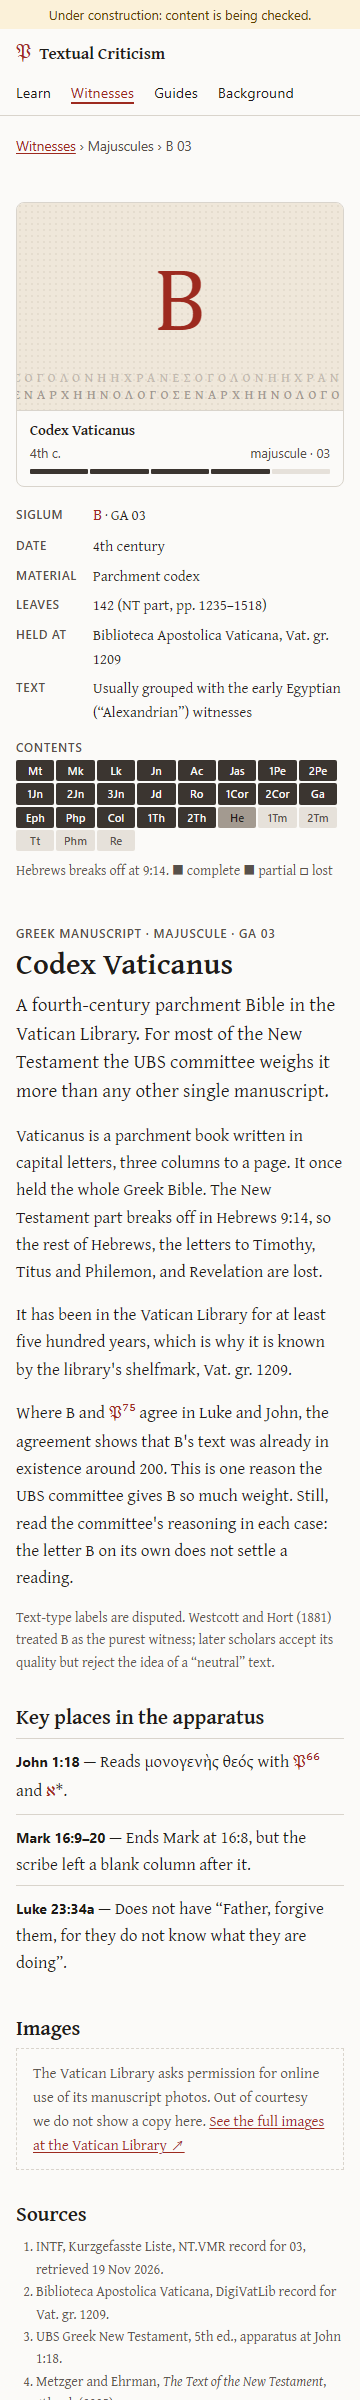 Under construction: content is being checked.
𝔓 Textual Criticism
Learn Witnesses Guides Background
Witnesses › Majuscules › B 03
B
ΣΟΓΟΛΟΝΗΗΧΡΑΝΕΣΟΓΟΛΟΝΗΗΧΡΑΝ
ΕΝΑΡΧΗΗΝΟΛΟΓΟΣΕΝΑΡΧΗΗΝΟΛΟΓΟ
Codex Vaticanus
4th c. majuscule · 03
SIGLUM B · GA 03
DATE 4th century
MATERIAL Parchment codex
LEAVES 142 (NT part, pp. 1235–1518)
HELD AT Biblioteca Apostolica Vaticana, Vat. gr.
1209
TEXT Usually grouped with the early Egyptian
(“Alexandrian”) witnesses
CONTENTS
Mt Mk Lk Jn Ac Jas 1Pe 2Pe
1Jn 2Jn 3Jn Jd Ro 1Cor 2Cor Ga
Eph Php Col 1Th 2Th He 1Tm 2Tm
Tt Phm Re
Hebrews breaks off at 9:14. ■ complete ■ partial □ lost
GREEK MANUSCRIPT · MAJUSCULE · GA 03
Codex Vaticanus
A fourth-century parchment Bible in the
Vatican Library. For most of the New
Testament the UBS committee weighs it
more than any other single manuscript.
Vaticanus is a parchment book written in
capital letters, three columns to a page. It once
held the whole Greek Bible. The New
Testament part breaks off in Hebrews 9:14, so
the rest of Hebrews, the letters to Timothy,
Titus and Philemon, and Revelation are lost.
It has been in the Vatican Library for at least
five hundred years, which is why it is known
by the library's shelfmark, Vat. gr. 1209.
Where B and 𝔓⁷⁵ agree in Luke and John, the
agreement shows that B's text was already in
existence around 200. This is one reason the
UBS committee gives B so much weight. Still,
read the committee's reasoning in each case:
the letter B on its own does not settle a
reading.
Text-type labels are disputed. Westcott and Hort (1881)
treated B as the purest witness; later scholars accept its
quality but reject the idea of a “neutral” text.
Key places in the apparatus
John 1:18 — Reads μονογενὴς θεός with 𝔓⁶⁶
and ℵ*.
Mark 16:9–20 — Ends Mark at 16:8, but the
scribe left a blank column after it.
Luke 23:34a — Does not have “Father, forgive
them, for they do not know what they are
doing”.
Images
The Vatican Library asks permission for online
use of its manuscript photos. Out of courtesy
we do not show a copy here. See the full images
at the Vatican Library ↗
Sources
1. INTF, Kurzgefasste Liste, NT.VMR record for 03,
retrieved 19 Nov 2026.
2. Biblioteca Apostolica Vaticana, DigiVatLib record for
Vat. gr. 1209.
3. UBS Greek New Testament, 5th ed., apparatus at John
1:18.
4. Metzger and Ehrman, The Text of the New Testament,